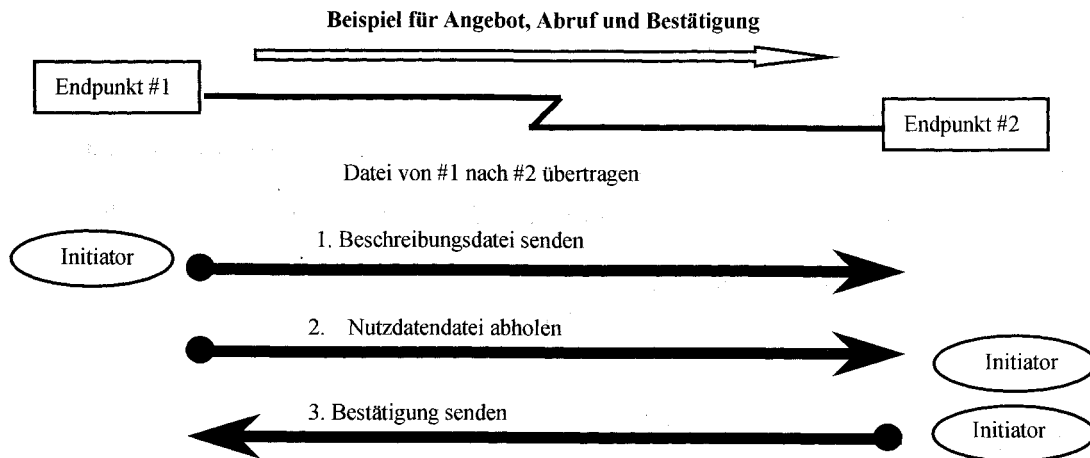 Beispiel für Angebot, Abruf und Bestätigung
Endpunkt #1
Endpunkt #2
Datei von #1 nach #2 übertragen
1. Beschreibungsdatei senden
Initiator
2. Nutzdatendatei abholen
Initiator
3. Bestätigung senden
Initiator